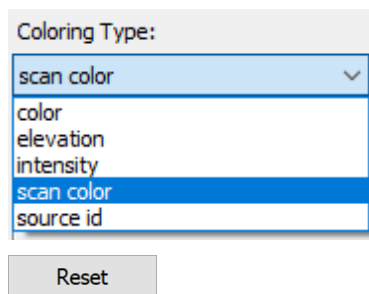 Coloring Type:
scan color
color
elevation
intensity
scan color
source id
Reset